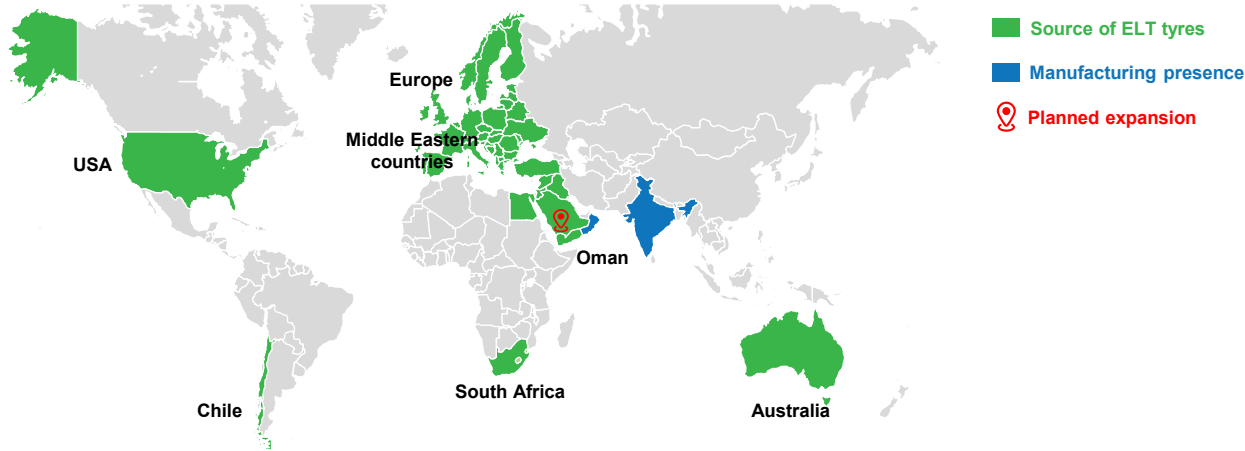 Source of ELT tyres
Manufacturing presence
Planned expansion
Europe
Middle Eastern
countries
USA
Oman
South Africa
Chile
Australia